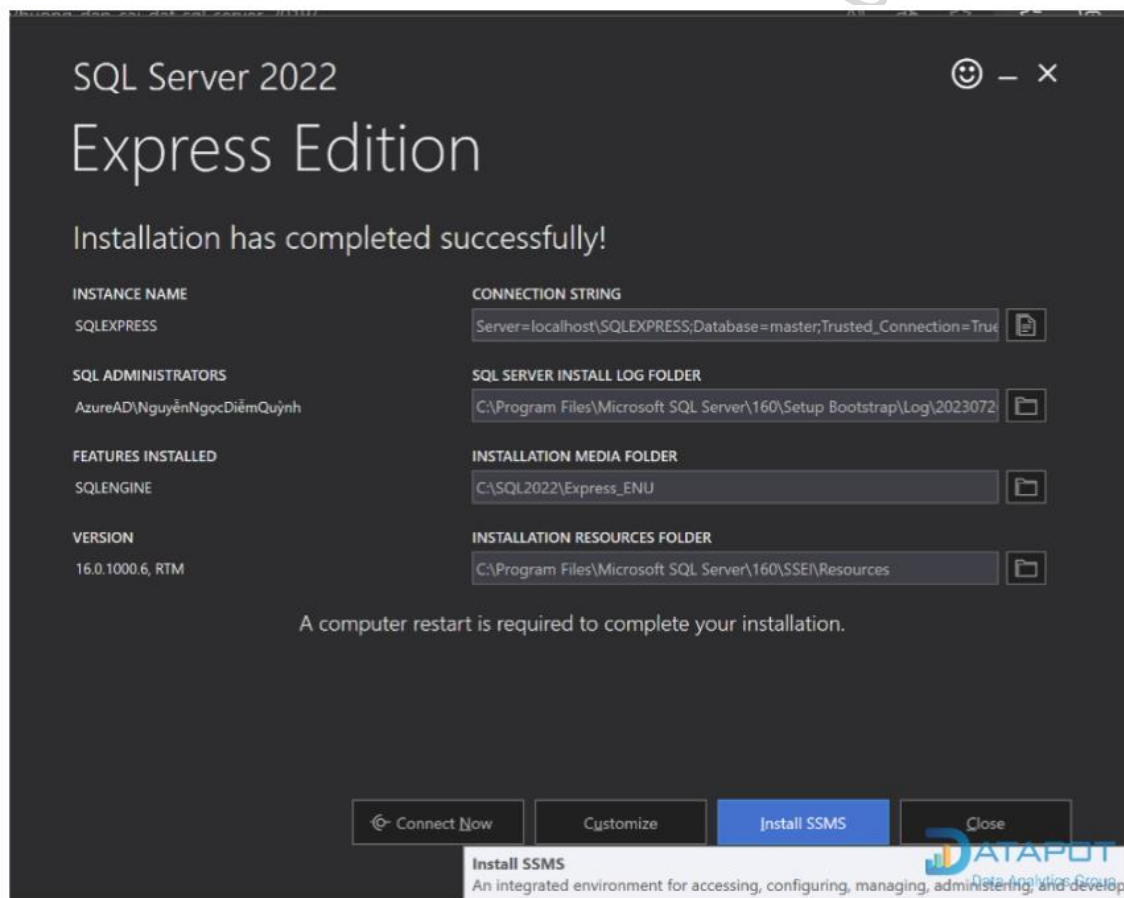 SQL Server 2022
Express Edition
Installation has completed successfully!
INSTANCE NAME
SQLEXPRESS
CONNECTION STRING
Server=localhost\SQLEXPRESS;Database=master;Trusted_Connection=True
SQL ADMINISTRATORS
AzureAD\NguyễnNgọcDiễmQuỳnh
SQL SERVER INSTALL LOG FOLDER
C:\Program Files\Microsoft SQL Server\160\Setup Bootstrap\Log\2023072
FEATURES INSTALLED
SQLENGINE
INSTALLATION MEDIA FOLDER
C:\SQL2022\Express_ENU
VERSION
16.0.1000.6, RTM
INSTALLATION RESOURCES FOLDER
C:\Program Files\Microsoft SQL Server\160\SSEI\Resources
A computer restart is required to complete your installation.
Connect Now
Customize
Install SSMS
Close
Install SSMS
An integrated environment for accessing, configuring, managing, administering, and develop
DATAPOT
Data Analytics Group